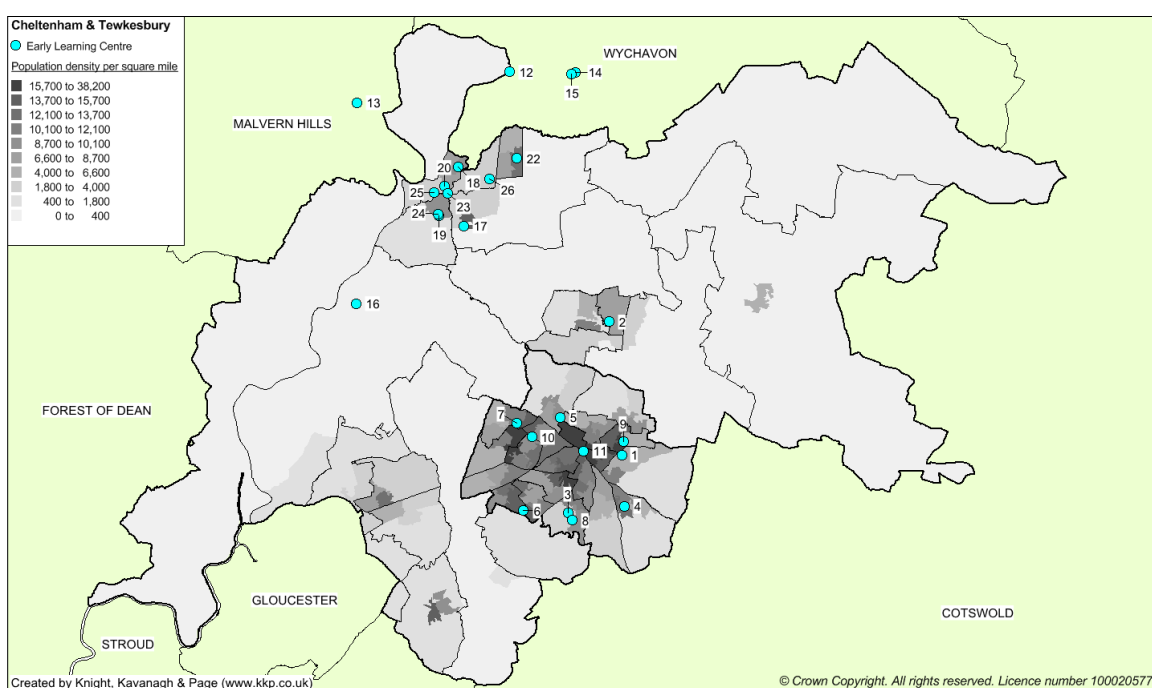 Cheltenham & Tewkesbury
Early Learning Centre
Population density per square mile
15,700 to 38,200
13,700 to 15,700
12,100 to 13,700
10,100 to 12,100
8,700 to 10,100
6,600 to 8,700
4,000 to 6,600
1,800 to 4,000
400 to 1,800
0 to 400
WYCHAVON
12
14
15
13
MALVERN HILLS
22
20
18
26
25
23
24
17
19
16
2
FOREST OF DEAN
7
5
9
10
11
1
3
4
6
8
GLOUCESTER
COTSWOLD
STROUD
Created by Knight, Kavanagh & Page (www.kkp.co.uk)
© Crown Copyright. All rights reserved. Licence number 100020577